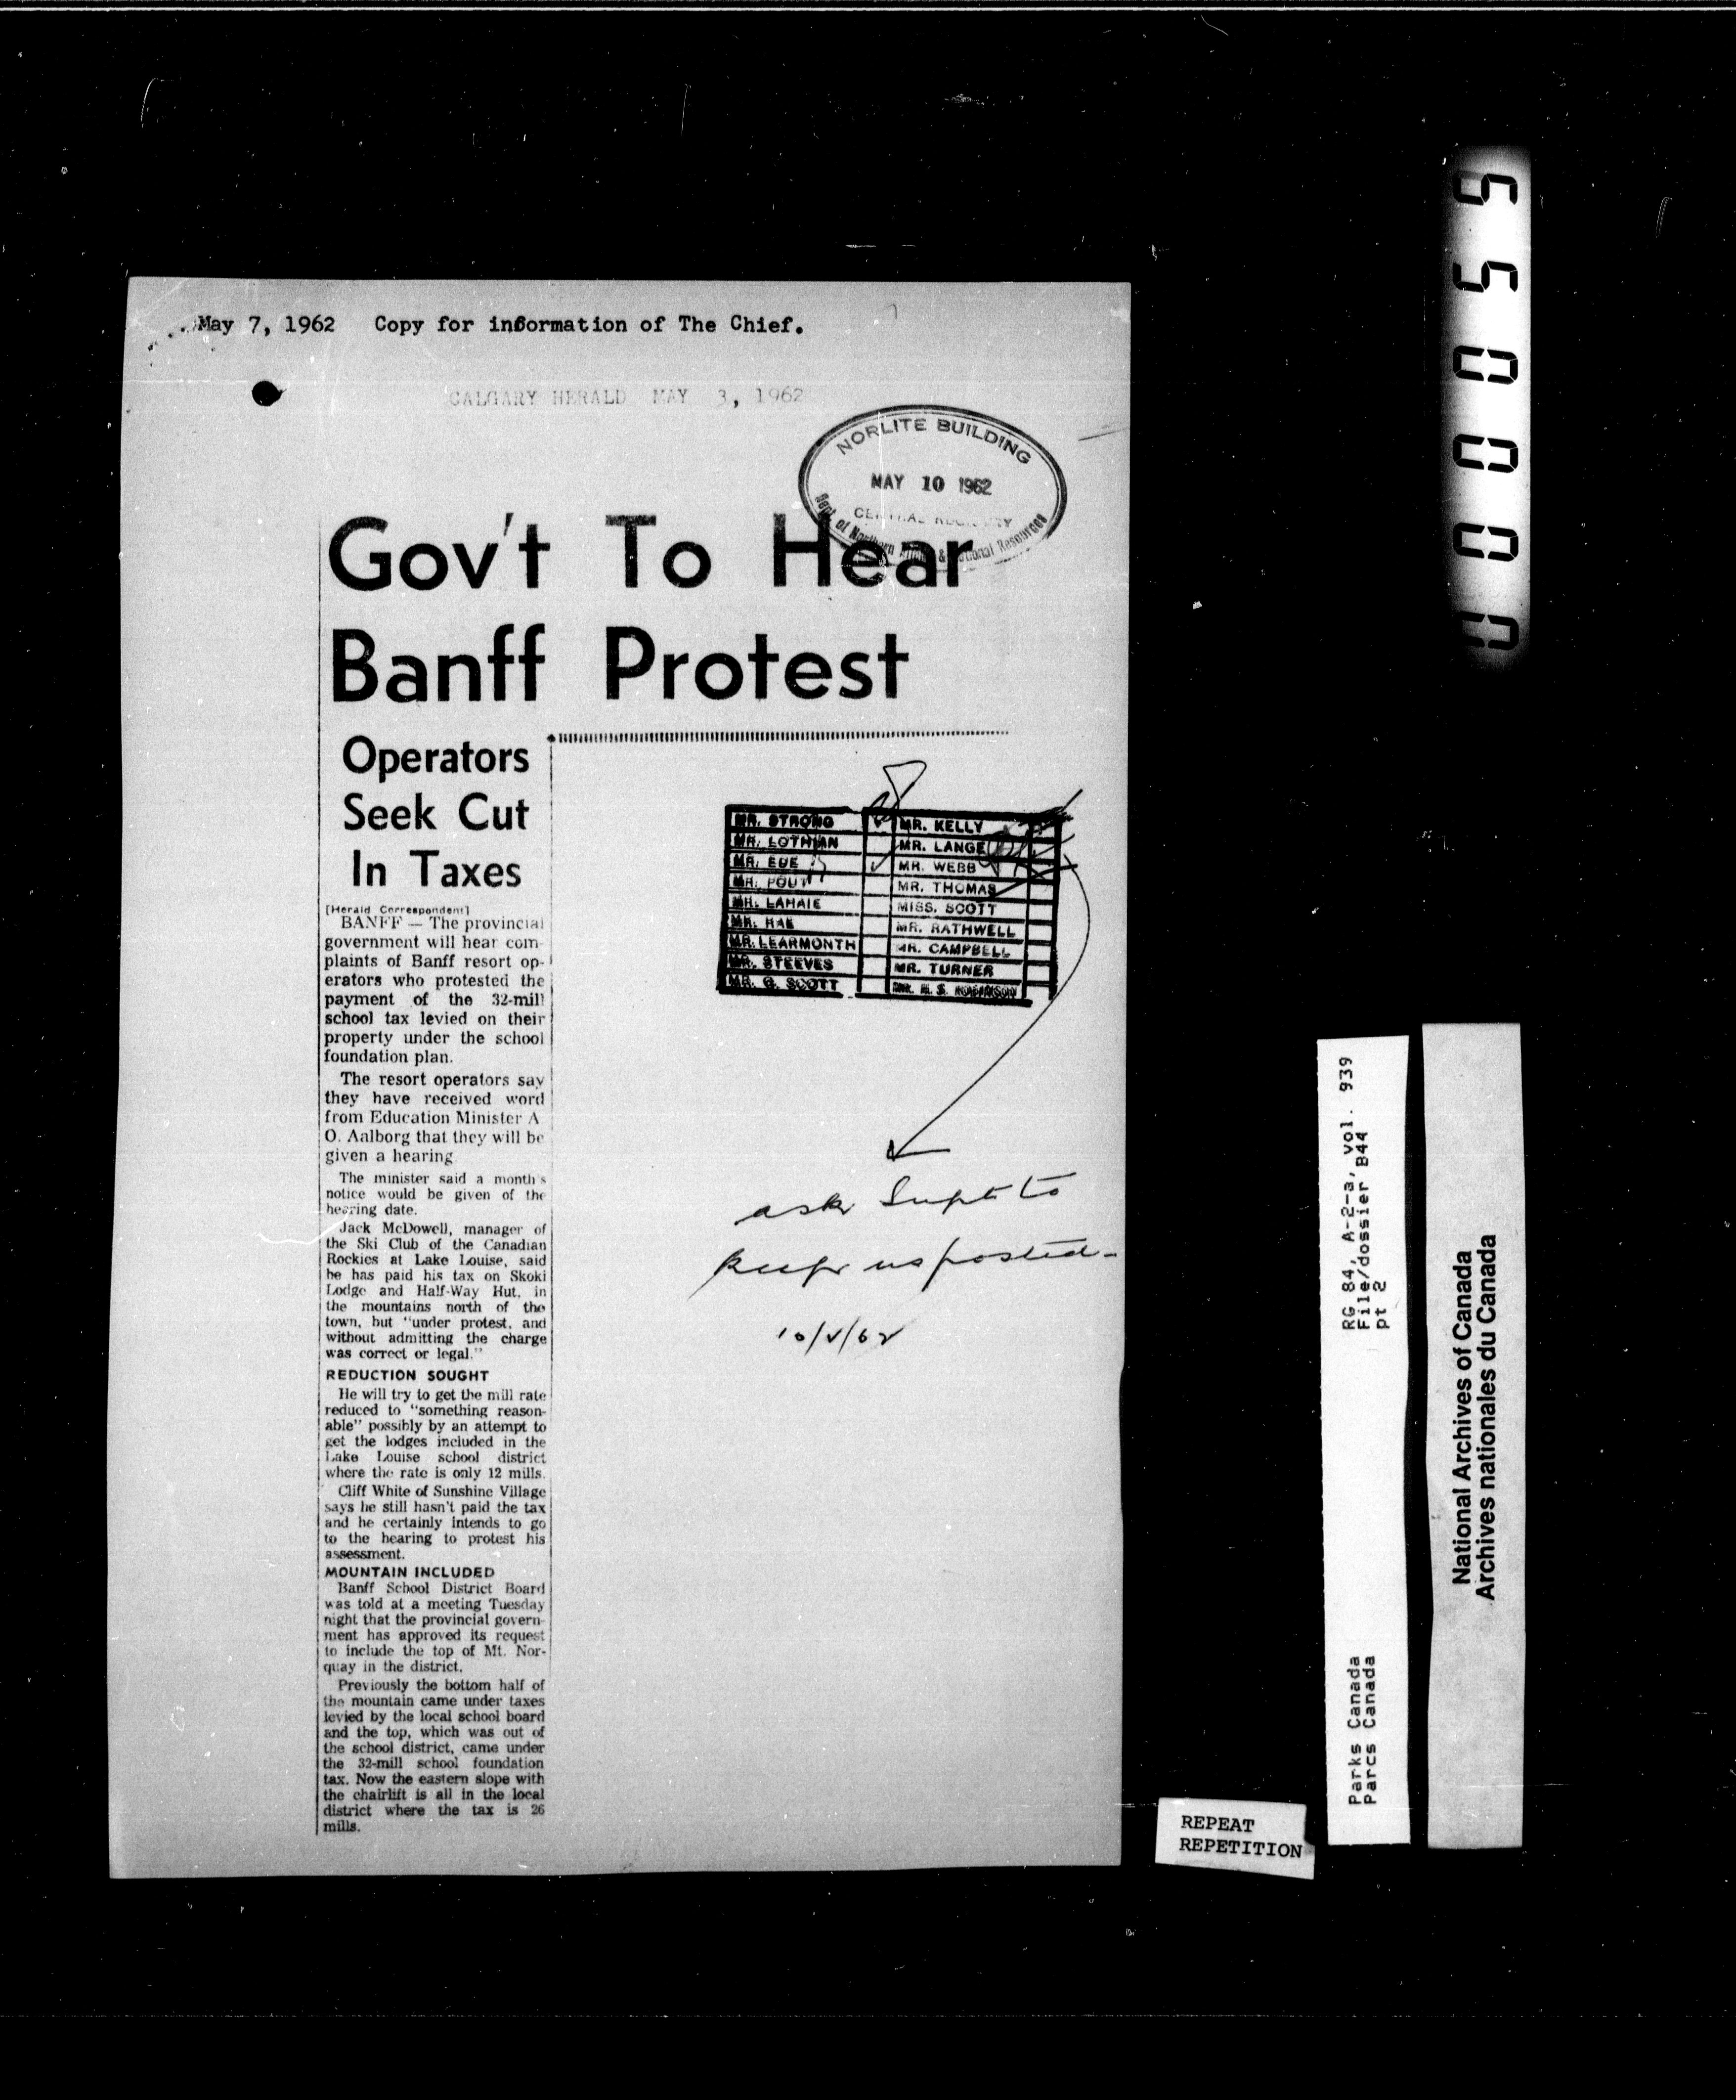 May 7, 1962 Copy for information of The Chief.
CALGARY HERALD MAY 3, 1962
NORLITE BUILDING
MAY 10 1962
Dept of Northern & National Resources
Gov't To Hear
Banff Protest
Operators
Seek Cut
In Taxes
[Herald Correspondent]
BANFF — The provincial
government will hear com-
plaints of Banff resort op-
erators who protested the
payment of the 32-mill
school tax levied on their
property under the school
foundation plan.
The resort operators say
they have received word
from Education Minister A
O. Aalborg that they will be
given a hearing
The minister said a month's
notice would be given of the
hearing date.
Jack McDowell, manager of
the Ski Club of the Canadian
Rockies at Lake Louise, said
he has paid his tax on Skoki
Lodge and Half-Way Hut, in
the mountains north of the
town, but "under protest, and
without admitting the charge
was correct or legal."
REDUCTION SOUGHT
He will try to get the mill rate
reduced to "something reason-
able" possibly by an attempt to
get the lodges included in the
Lake Louise school district
where the rate is only 12 mills.
Cliff White of Sunshine Village
says he still hasn't paid the tax
and he certainly intends to go
to the hearing to protest his
assessment.
MOUNTAIN INCLUDED
Banff School District Board
was told at a meeting Tuesday
night that the provincial govern-
ment has approved its request
to include the top of Mt. Nor-
quay in the district.
Previously the bottom half of
the mountain came under taxes
levied by the local school board
and the top, which was out of
the school district, came under
the 32-mill school foundation
tax. Now the eastern slope with
the chairlift is all in the local
district where the tax is 26
mills.
MR. STRONG MR. KELLY
MR. LOTHIAN MR. LANGE
MR. EDE MR. WEBB
MR. POUT MR. THOMAS
MR. LAHAIE MISS. SCOTT
MR. RAE MR. RATHWELL
MR. LEARMONTH MR. CAMPBELL
MR. STEEVES MR. TURNER
MR. G. SCOTT MR. H. S. ROBINSON
ask Supt to
keep us posted -
10/V/62
00005 9
RG 84, A-2-a, vol. 939
File/dossier B44
pt 2
Parks Canada
Parcs Canada
National Archives of Canada
Archives nationales du Canada
REPEAT
REPETITION